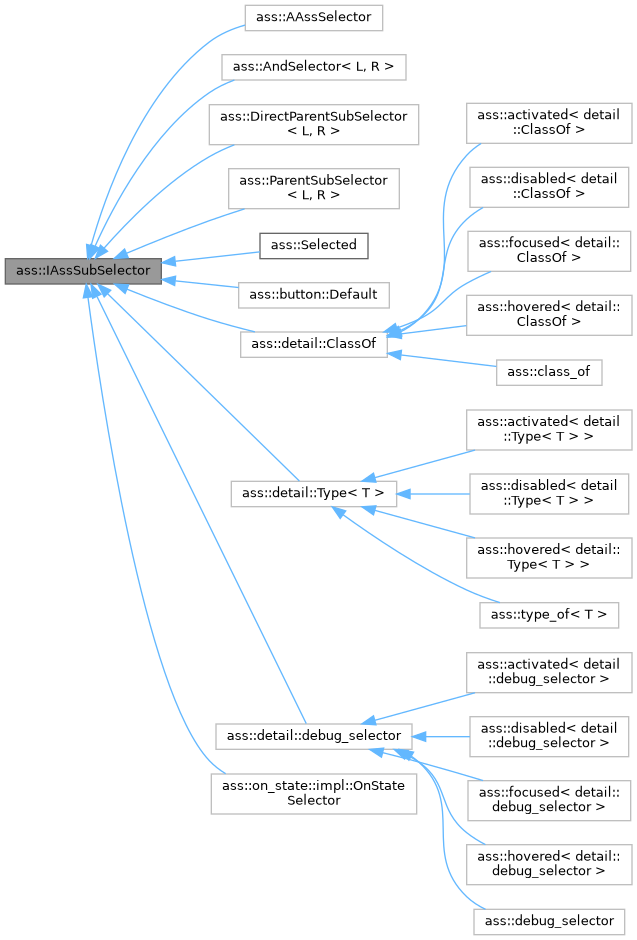 ass::IAssSubSelector
ass::AAssSelector
ass::AndSelector< L, R >
ass::DirectParentSubSelector
< L, R >
ass::ParentSubSelector
< L, R >
ass::Selected
ass::button::Default
ass::detail::ClassOf
ass::activated< detail
::ClassOf >
ass::disabled< detail
::ClassOf >
ass::focused< detail::
ClassOf >
ass::hovered< detail::
ClassOf >
ass::class_of
ass::detail::Type< T >
ass::activated< detail
::Type< T > >
ass::disabled< detail
::Type< T > >
ass::hovered< detail::
Type< T > >
ass::type_of< T >
ass::detail::debug_selector
ass::activated< detail
::debug_selector >
ass::disabled< detail
::debug_selector >
ass::focused< detail::
debug_selector >
ass::hovered< detail::
debug_selector >
ass::debug_selector
ass::on_state::impl::OnState
Selector